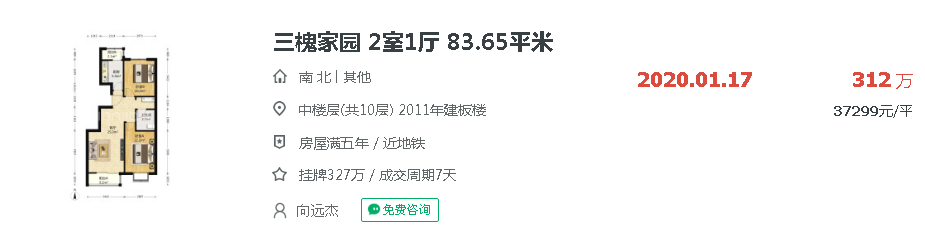 三槐家园 2室1厅 83.65平米
南 北 | 其他
2020.01.17
312 万
中楼层(共10层) 2011年建板楼
37299元/平
房屋满五年 / 近地铁
挂牌327万 / 成交周期7天
向远杰
免费咨询